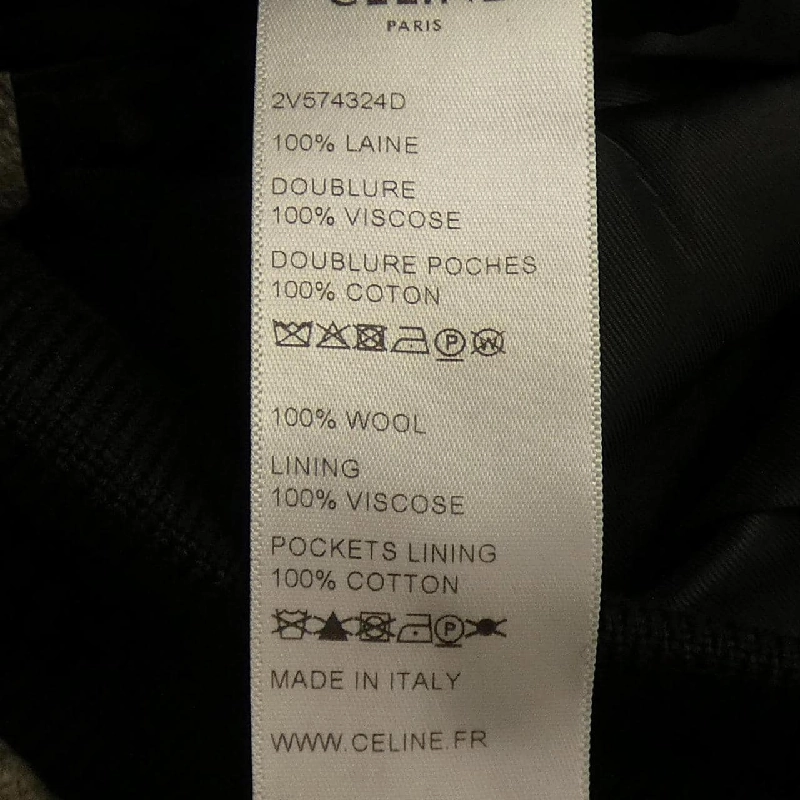 CELINE
PARIS
2V574324D
100% LAINE
DOUBLURE
100% VISCOSE
DOUBLURE POCHES
100% COTON
P W
100% WOOL
LINING
100% VISCOSE
POCKETS LINING
100% COTTON
P
MADE IN ITALY
WWW.CELINE.FR